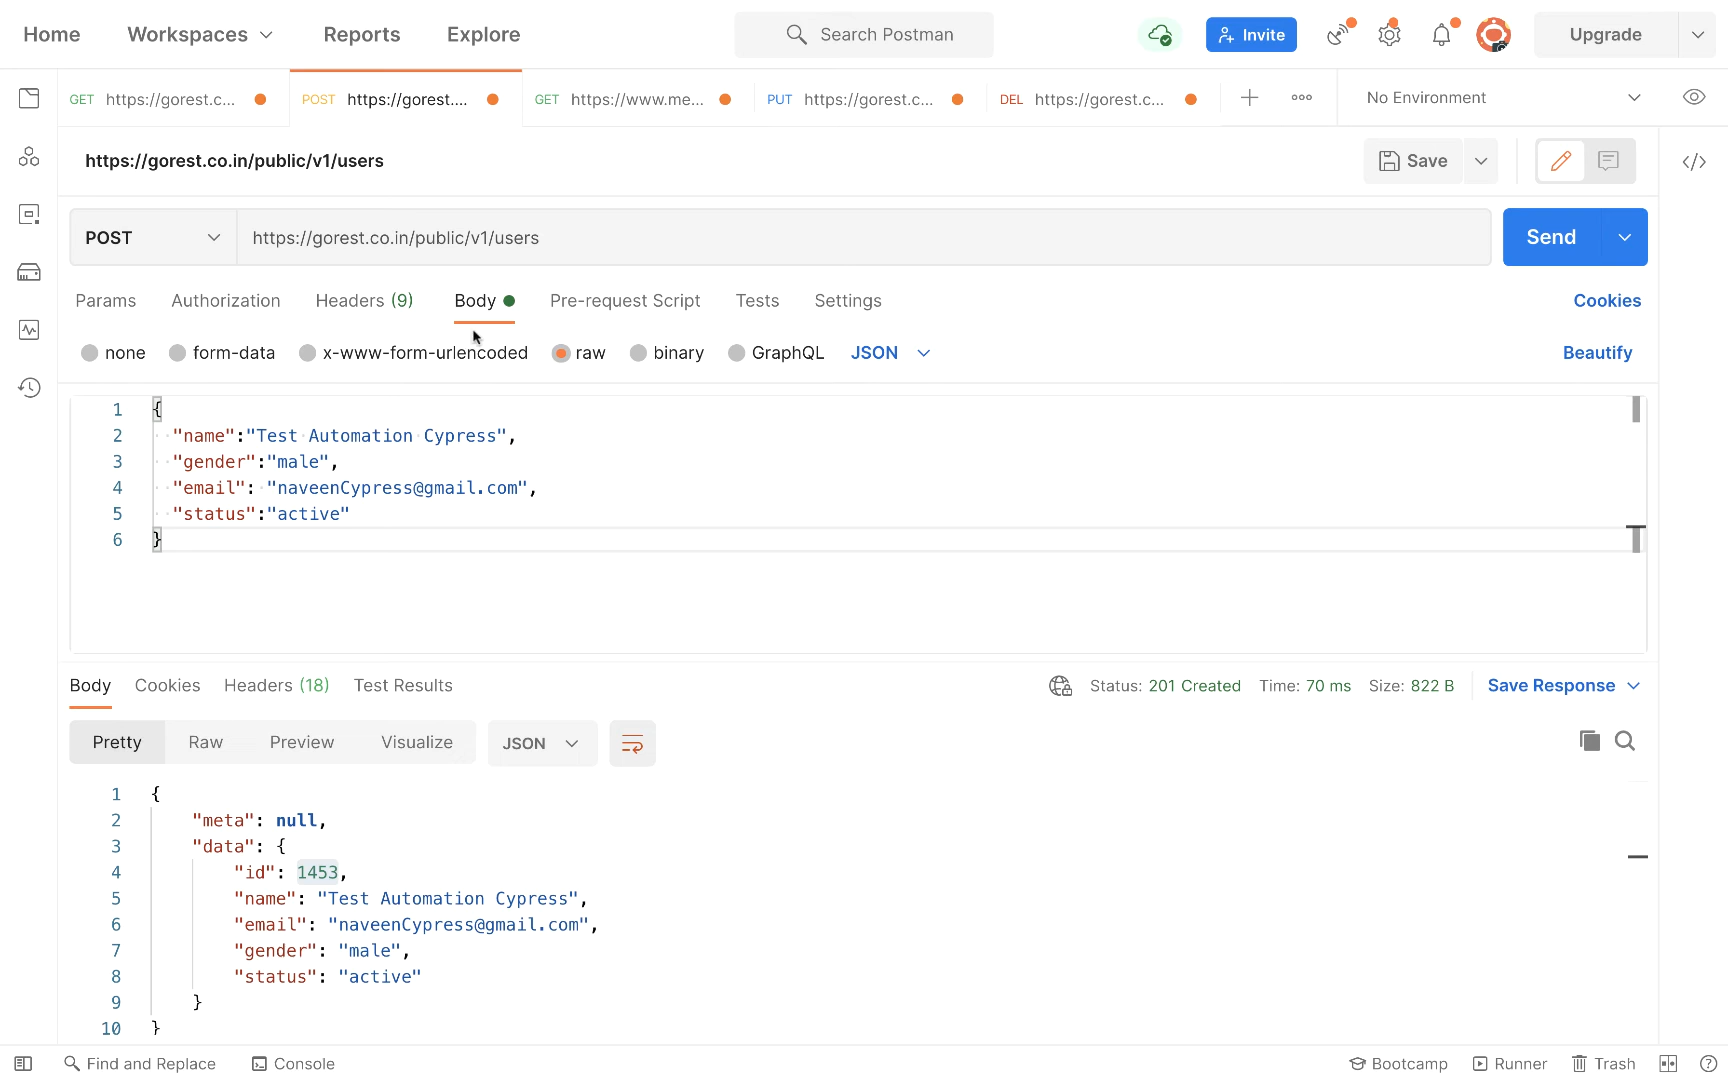 Home Workspaces Reports Explore Search Postman Invite Upgrade
GET https://gorest.c... POST https://gorest.... GET https://www.me... PUT https://gorest.c... DEL https://gorest.c... No Environment
https://gorest.co.in/public/v1/users Save
POST https://gorest.co.in/public/v1/users Send
Params Authorization Headers (9) Body Pre-request Script Tests Settings Cookies
none form-data x-www-form-urlencoded raw binary GraphQL JSON Beautify
1 {
2 "name":"Test Automation Cypress",
3 "gender":"male",
4 "email": "naveenCypress@gmail.com",
5 "status":"active"
6 }
Body Cookies Headers (18) Test Results Status: 201 Created Time: 70 ms Size: 822 B Save Response
Pretty Raw Preview Visualize JSON
1 {
2 "meta": null,
3 "data": {
4 "id": 1453,
5 "name": "Test Automation Cypress",
6 "email": "naveenCypress@gmail.com",
7 "gender": "male",
8 "status": "active"
9 }
10 }
Find and Replace Console Bootcamp Runner Trash